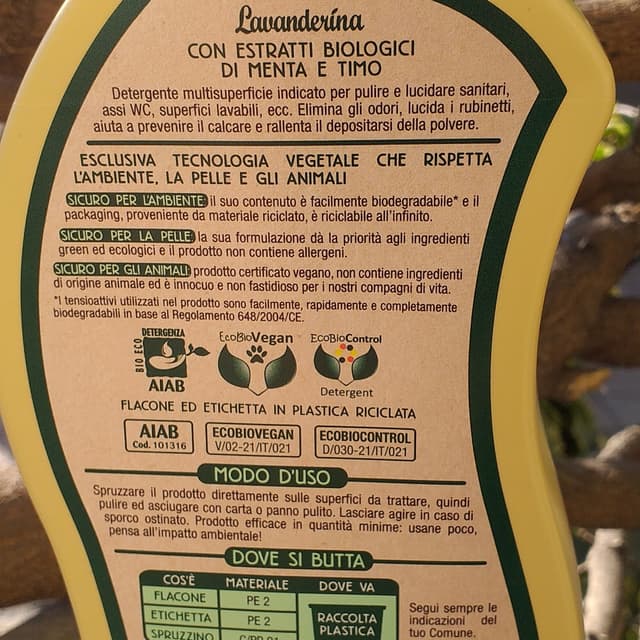 Lavanderina
CON ESTRATTI BIOLOGICI
DI MENTA E TIMO
Detergente multisuperficie indicato per pulire e lucidare sanitari,
assi WC, superfici lavabili, ecc. Elimina gli odori, lucida i rubinetti,
aiuta a prevenire il calcare e rallenta il depositarsi della polvere.
ESCLUSIVA TECNOLOGIA VEGETALE CHE RISPETTA
L'AMBIENTE, LA PELLE E GLI ANIMALI
SICURO PER L'AMBIENTE il suo contenuto è facilmente biodegradabile* e il
packaging, proveniente da materiale riciclato, è riciclabile all'infinito.
SICURO PER LA PELLE la sua formulazione dà la priorità agli ingredienti
green ed ecologici e il prodotto non contiene allergeni.
SICURO PER GLI ANIMALI prodotto certificato vegano, non contiene ingredienti
di origine animale ed è innocuo e non fastidioso per i nostri compagni di vita.
*I tensioattivi utilizzati nel prodotto sono facilmente, rapidamente e completamente
biodegradabili in base al Regolamento 648/2004/CE.
DETERGENZA
BIO ECO
AIAB
EcoBioVegan
EcoBioControl
Detergent
FLACONE ED ETICHETTA IN PLASTICA RICICLATA
AIAB
Cod. 101316
ECOBIOVEGAN
V/02-21/IT/021
ECOBIOCONTROL
D/030-21/IT/021
MODO D'USO
Spruzzare il prodotto direttamente sulle superfici da trattare, quindi
pulire ed asciugare con carta o panno pulito. Lasciare agire in caso di
sporco ostinato. Prodotto efficace in quantità minime: usane poco,
pensa all'impatto ambientale!
DOVE SI BUTTA
COS'È MATERIALE DOVE VA
FLACONE PE 2
ETICHETTA PE 2
SPRUZZINO
RACCOLTA
PLASTICA
Segui sempre le
indicazioni del
tuo Comune.